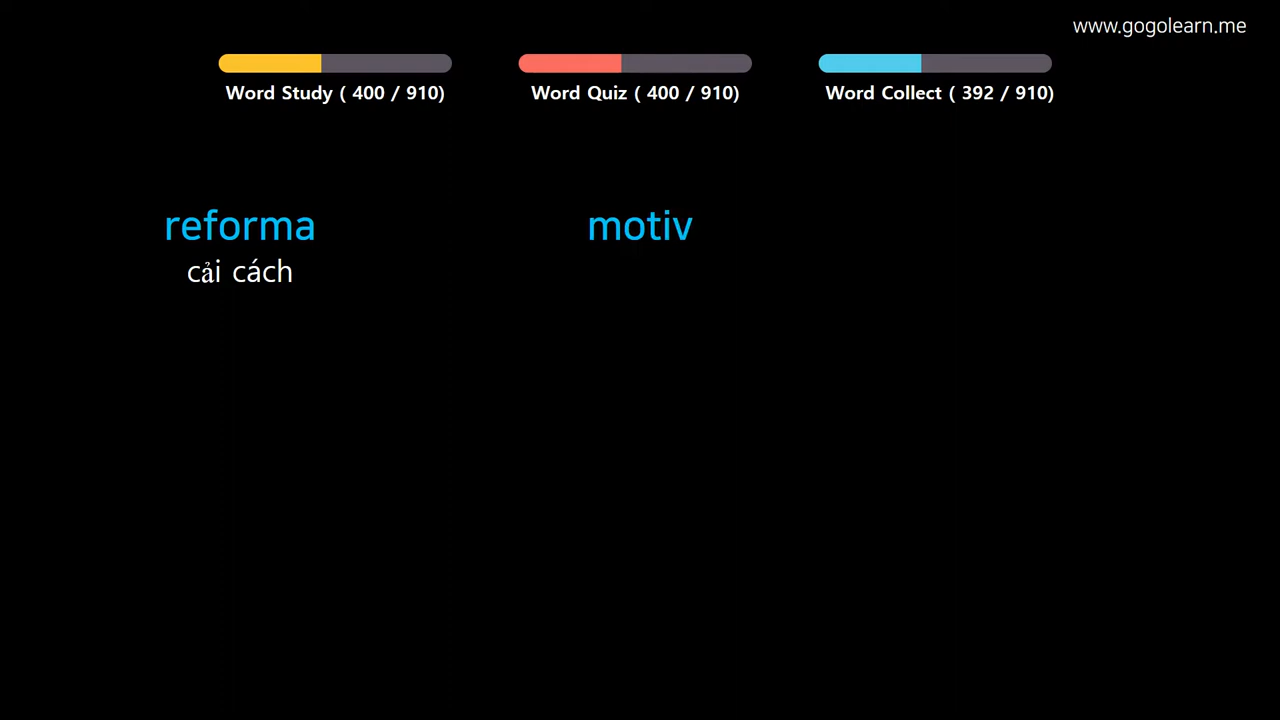 www.gogolearn.me
Word Study ( 400 / 910)
Word Quiz ( 400 / 910)
Word Collect ( 392 / 910)
reforma
motiv
cải cách